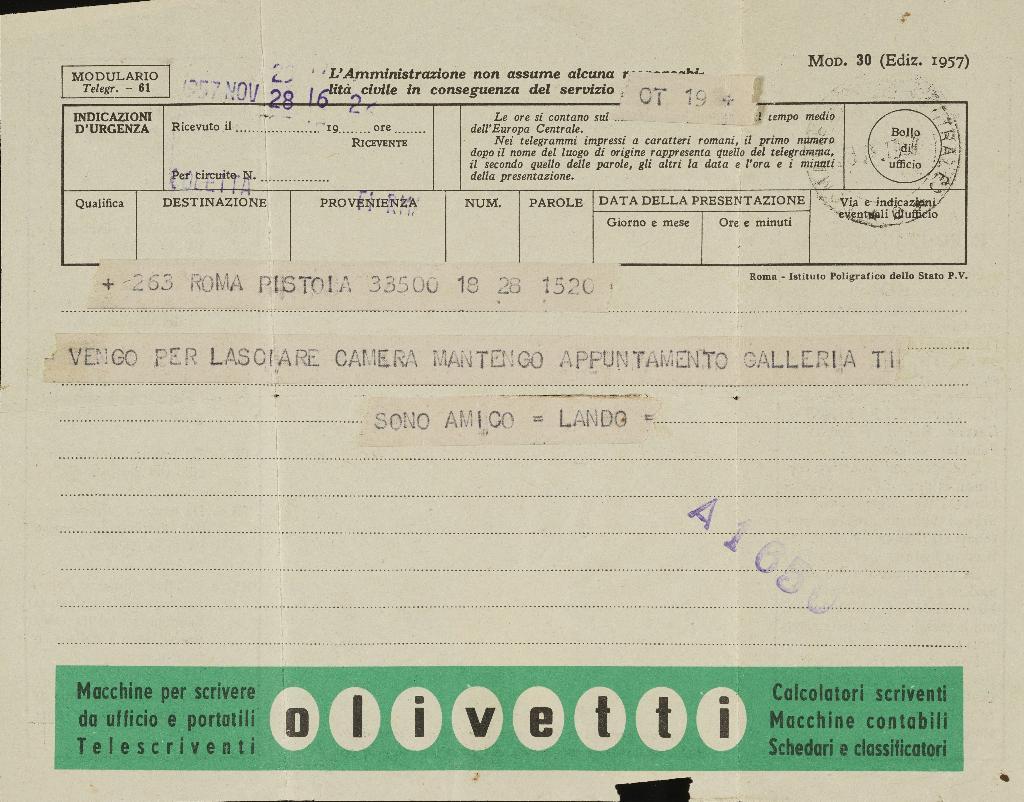 MOD. 30 (Ediz. 1957)
MODULARIO
Telegr. - 61
1957 NOV 28 16
L'Amministrazione non assume alcuna
lità civile in conseguenza del servizio
OT 19 +
INDICAZIONI
D'URGENZA
Ricevuto il 19 ore
RICEVENTE
Per circuito N.
COLETTA
Le ore si contano sul l tempo medio
dell'Europa Centrale.
Nei telegrammi impressi a caratteri romani, il primo numero
dopo il nome del luogo di origine rappresenta quello del telegramma,
il secondo quello delle parole, gli altri la data e l'ora e i minuti
della presentazione.
Bollo
di
ufficio
Qualifica DESTINAZIONE PROVENIENZA NUM. PAROLE DATA DELLA PRESENTAZIONE Via e indicazioni
eventuali d'ufficio
Giorno e mese Ore e minuti
Roma - Istituto Poligrafico dello Stato P.V.
+ 263 ROMA PISTOIA 33500 18 28 1520
VENGO PER LASCIARE CAMERA MANTENGO APPUNTAMENTO GALLERIA TI
SONO AMICO = LANDO =
A 1650
Macchine per scrivere
da ufficio e portatili
Telescriventi
olivetti
Calcolatori scriventi
Macchine contabili
Schedari e classificatori